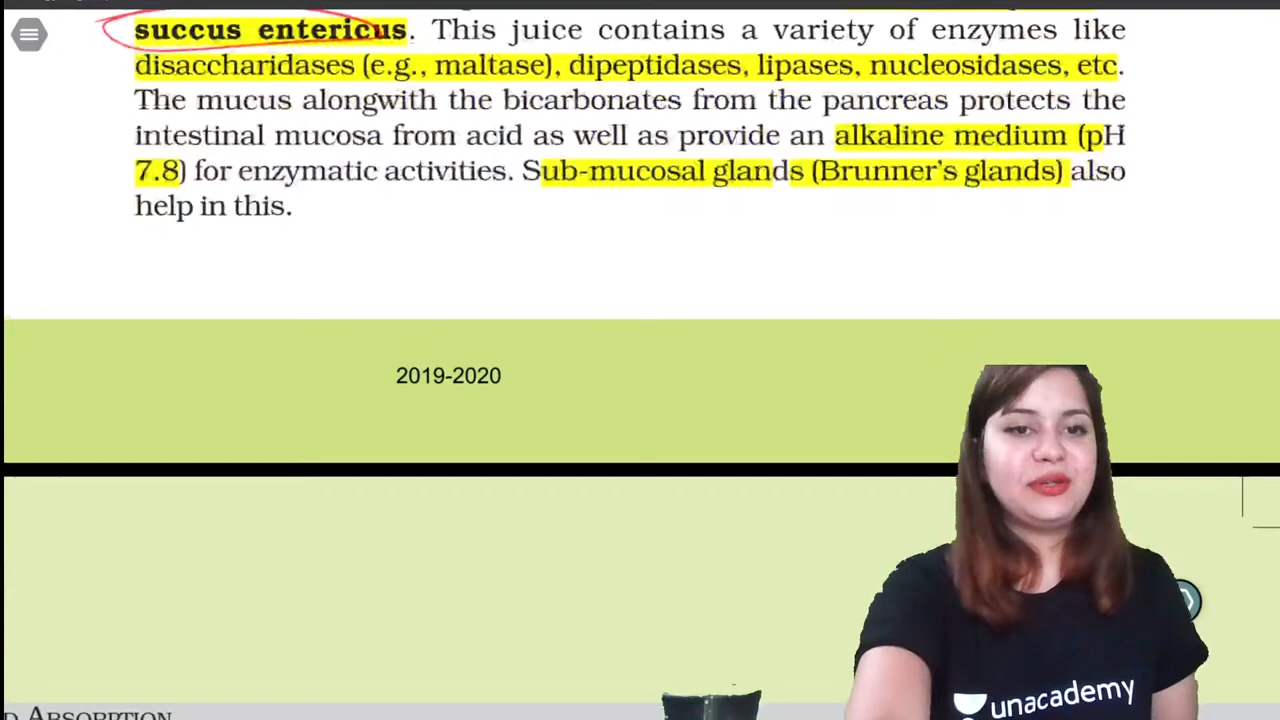 succus entericus. This juice contains a variety of enzymes like
disaccharidases (e.g., maltase), dipeptidases, lipases, nucleosidases, etc.
The mucus alongwith the bicarbonates from the pancreas protects the
intestinal mucosa from acid as well as provide an alkaline medium (pH
7.8) for enzymatic activities. Sub-mucosal glands (Brunner's glands) also
help in this.
2019-2020
unacademy
D ABSORPTION